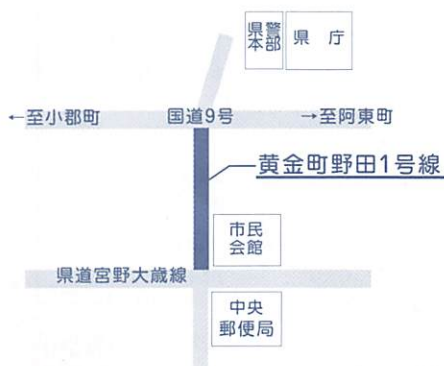 県警
本部
県庁
←至小郡町
国道9号
→至阿東町
黄金町野田1号線
市民
会館
県道宮野大歳線
中央
郵便局